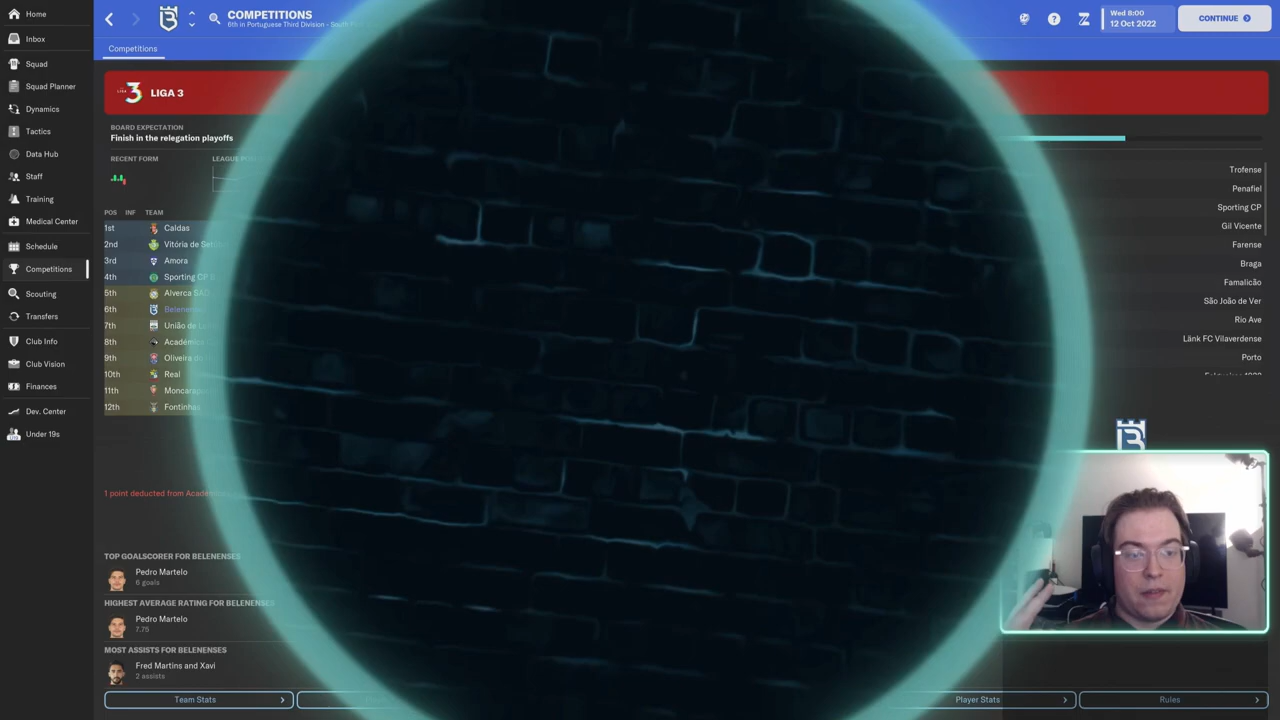 Home
COMPETITIONS
6th in Portuguese Third Division -
Wed 8:00
12 Oct 2022
CONTINUE
Inbox
Competitions
Squad
Squad Planner
Dynamics
Tactics
Data Hub
Staff
Training
Medical Center
Schedule
Competitions
Scouting
Transfers
Club Info
Club Vision
Finances
Dev. Center
Under 19s
3 LIGA 3
BOARD EXPECTATION
Finish in the relegation playoffs
RECENT FORM
LEAGUE
POS INF TEAM
1st Caldas
2nd Vitória de
3rd Amora
4th Sporting CP
5th Alverca
6th
7th União de
8th
9th Oliveira
10th Real
11th
12th Fontinhas
1 point deducted from
Trofense
Penafiel
Sporting CP
Gil Vicente
Farense
Braga
Famalicão
São João de Ver
Rio Ave
Länk FC Vilaverdense
Porto
TOP GOALSCORER FOR BELENENSES
Pedro Martelo
6 goals
HIGHEST AVERAGE RATING FOR BELENENSES
Pedro Martelo
7.75
MOST ASSISTS FOR BELENENSES
Fred Martins and Xavi
2 assists
Team Stats
Player Stats
Rules